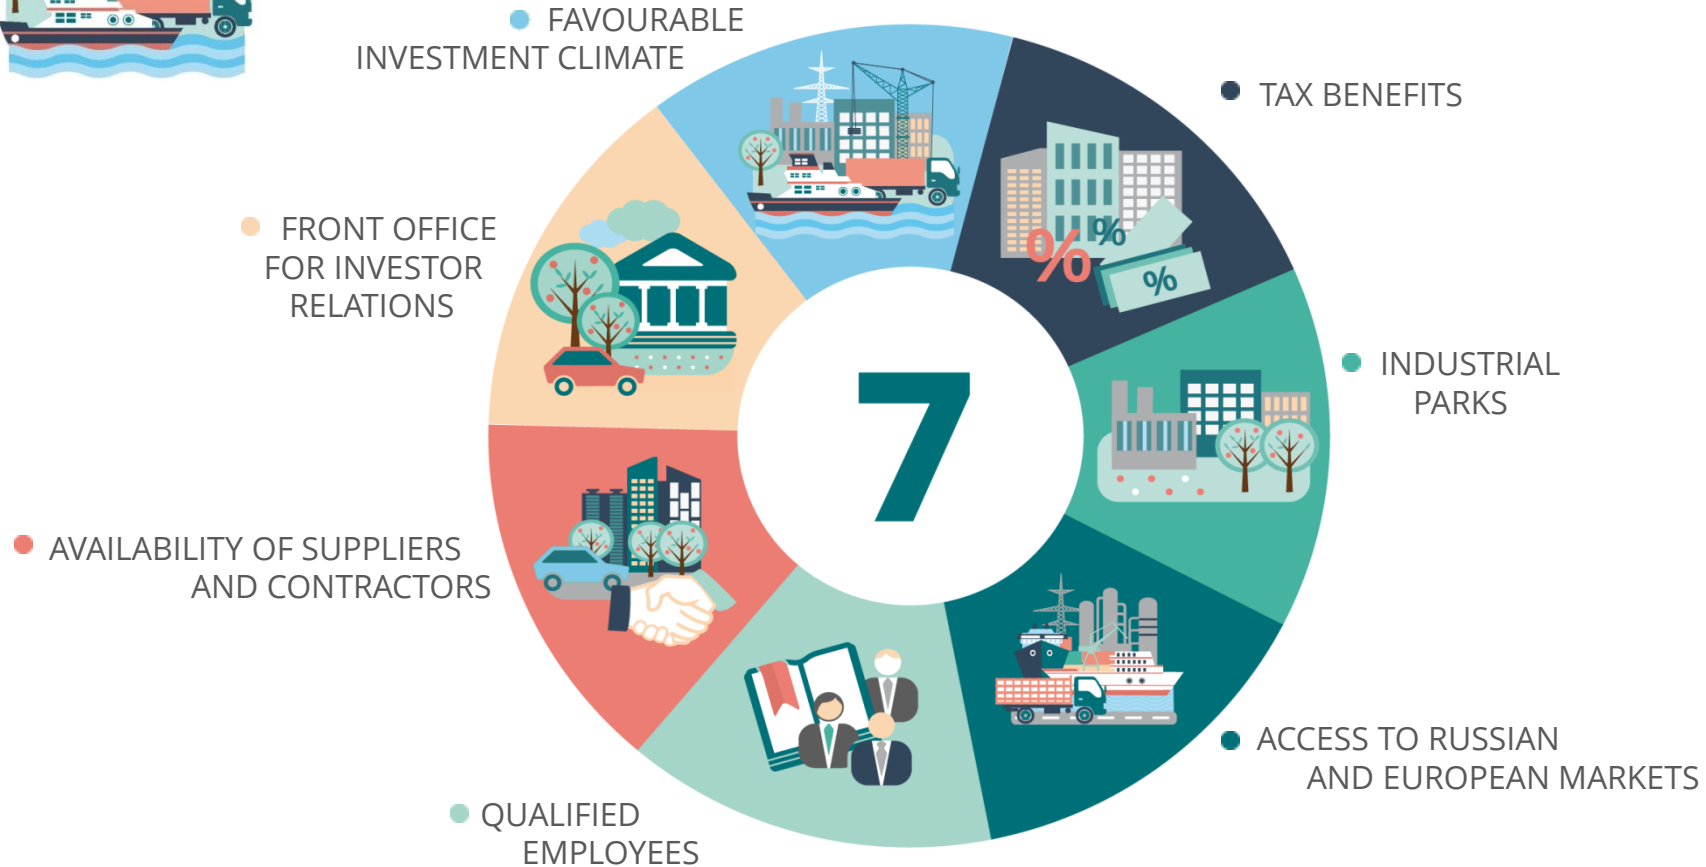 FAVOURABLE
INVESTMENT CLIMATE
TAX BENEFITS
%
%
%
FRONT OFFICE
FOR INVESTOR
RELATIONS
7
INDUSTRIAL
PARKS
AVAILABILITY OF SUPPLIERS
AND CONTRACTORS
ACCESS TO RUSSIAN
AND EUROPEAN MARKETS
QUALIFIED
EMPLOYEES